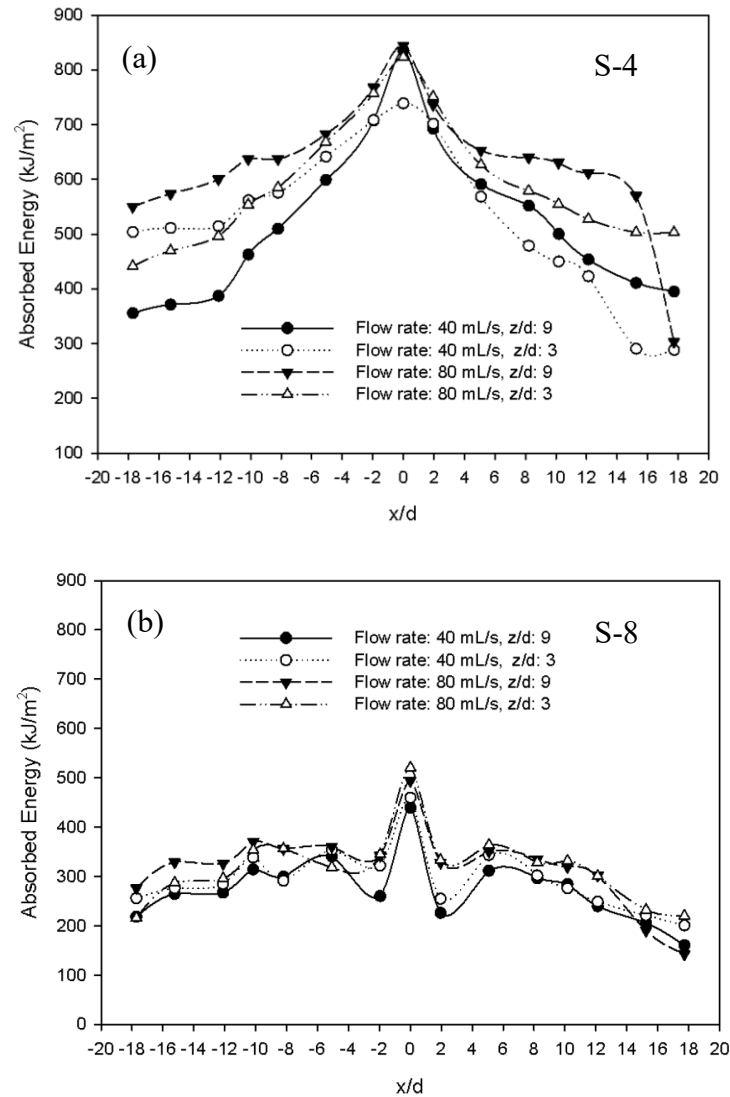 900
800
700
600
500
400
300
200
100
Absorbed Energy (kJ/m²)
(a)
S-4
Flow rate: 40 mL/s, z/d: 9
Flow rate: 40 mL/s, z/d: 3
Flow rate: 80 mL/s, z/d: 9
Flow rate: 80 mL/s, z/d: 3
-20 -18 -16 -14 -12 -10 -8 -6 -4 -2 0 2 4 6 8 10 12 14 16 18 20
x/d
900
800
700
600
500
400
300
200
100
0
Absorbed Energy (kJ/m²)
(b)
S-8
Flow rate: 40 mL/s, z/d: 9
Flow rate: 40 mL/s, z/d: 3
Flow rate: 80 mL/s, z/d: 9
Flow rate: 80 mL/s, z/d: 3
-20 -18 -16 -14 -12 -10 -8 -6 -4 -2 0 2 4 6 8 10 12 14 16 18 20
x/d